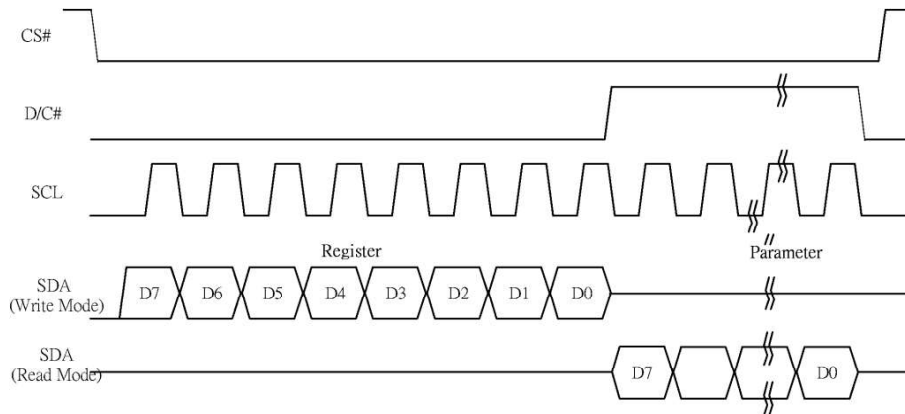 CS#
D/C#
SCL
Register
Parameter
SDA
(Write Mode)
D7 D6 D5 D4 D3 D2 D1 D0
SDA
(Read Mode)
D7 D0